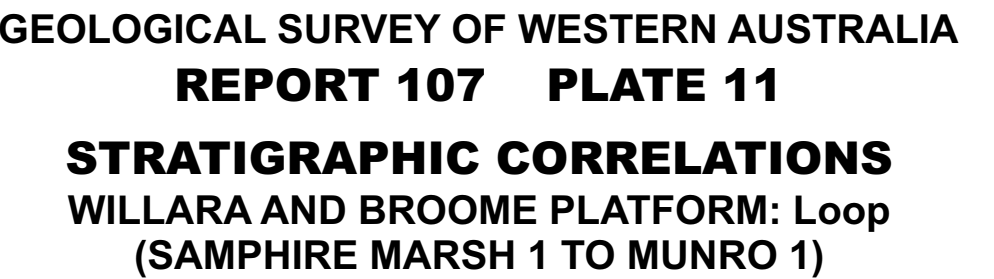 GEOLOGICAL SURVEY OF WESTERN AUSTRALIA
REPORT 107 PLATE 11
STRATIGRAPHIC CORRELATIONS
WILLARA AND BROOME PLATFORM: Loop
(SAMPHIRE MARSH 1 TO MUNRO 1)